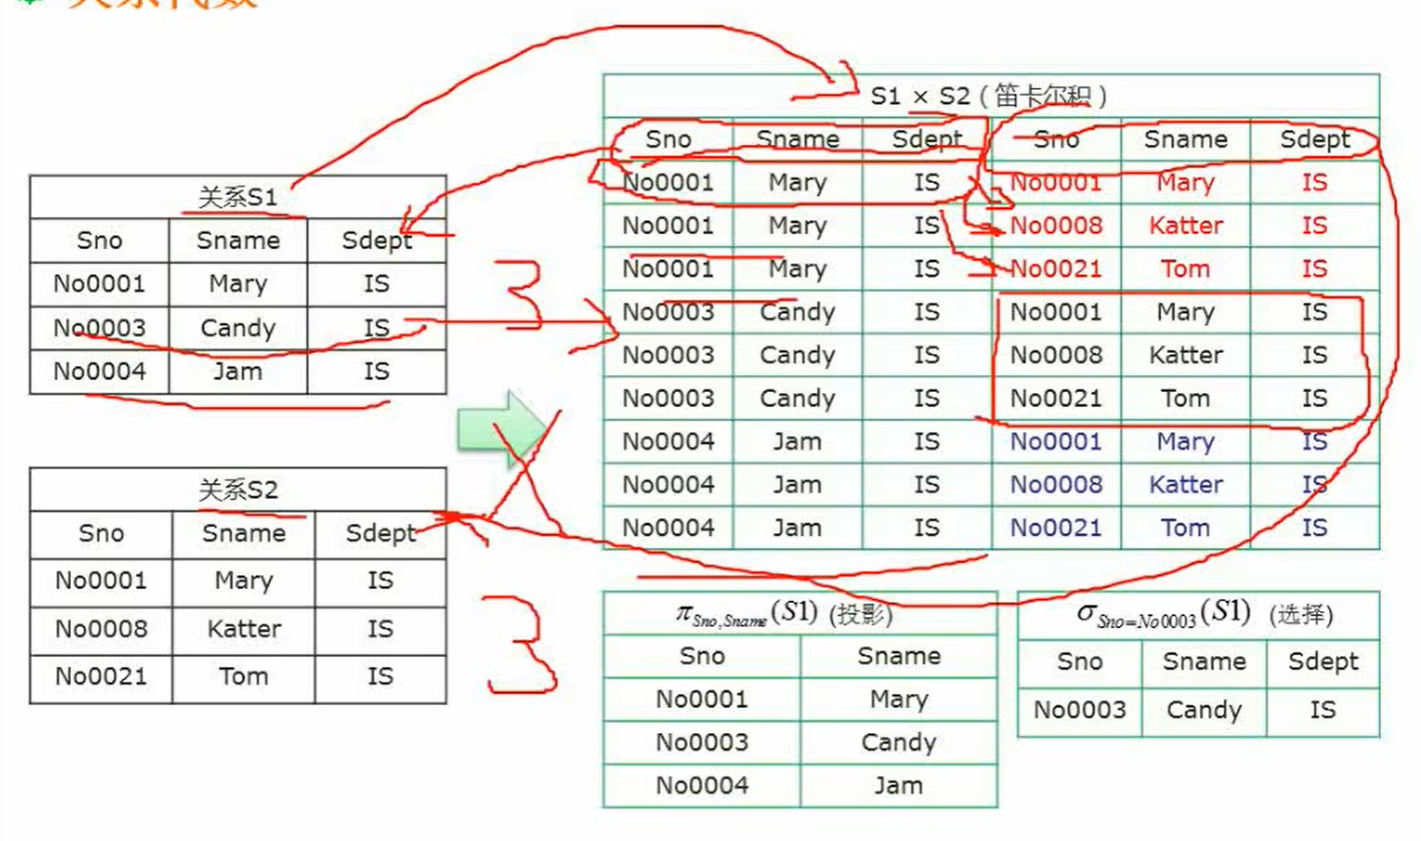 关系代数
关系S1
Sno Sname Sdept
No0001 Mary IS
No0003 Candy IS
No0004 Jam IS
3
关系S2
Sno Sname Sdept
No0001 Mary IS
No0008 Katter IS
No0021 Tom IS
3
S1 × S2 ( 笛卡尔积 )
Sno Sname Sdept Sno Sname Sdept
No0001 Mary IS No0001 Mary IS
No0001 Mary IS No0008 Katter IS
No0001 Mary IS No0021 Tom IS
No0003 Candy IS No0001 Mary IS
No0003 Candy IS No0008 Katter IS
No0003 Candy IS No0021 Tom IS
No0004 Jam IS No0001 Mary IS
No0004 Jam IS No0008 Katter IS
No0004 Jam IS No0021 Tom IS
π Sno,Sname (S1) (投影)
Sno Sname
No0001 Mary
No0003 Candy
No0004 Jam
σ Sno=No0003 (S1) (选择)
Sno Sname Sdept
No0003 Candy IS